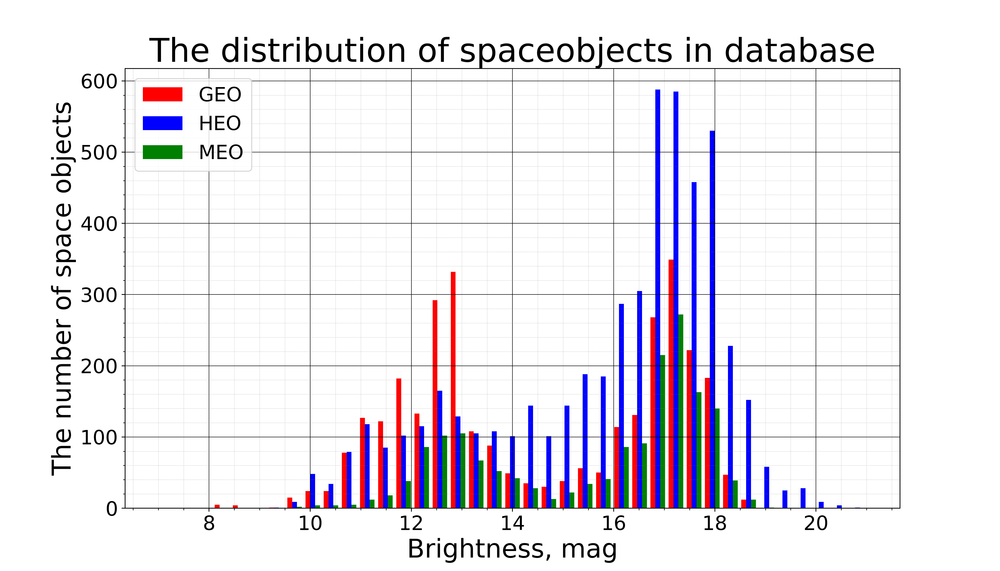 The distribution of spaceobjects in database
The number of space objects
600
500
400
300
200
100
0
GEO
HEO
MEO
8 10 12 14 16 18 20
Brightness, mag